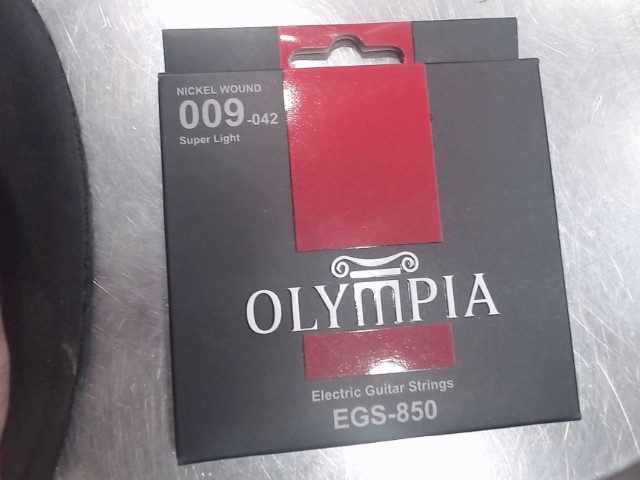 NICKEL WOUND
009-042
Super Light
OLYMPIA
Electric Guitar Strings
EGS-850